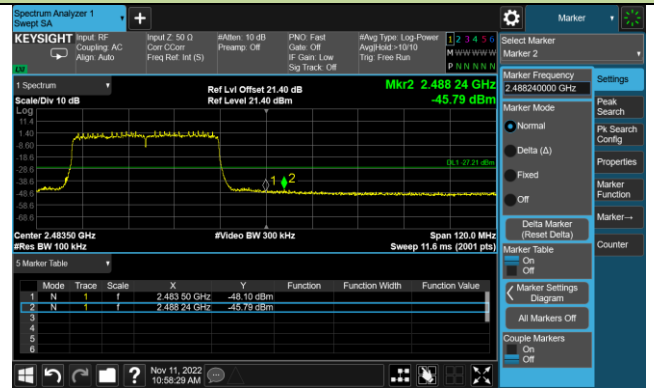 Spectrum Analyzer 1
Swept SA
Marker
KEYSIGHT
Input: RF
Coupling: AC
Align: Auto
Input Z: 50 Ω
Corr CCorr
Freq Ref: Int (S)
#Atten: 10 dB
Preamp: Off
PNO: Fast
Gate: Off
IF Gain: Low
Sig Track: Off
#Avg Type: Log-Power
Avg|Hold:>10/10
Trig: Free Run
1 2 3 4 5 6
M W W W W W
P N N N N N
Select Marker
Marker 2
1 Spectrum
Scale/Div 10 dB
Ref Lvl Offset 21.40 dB
Ref Level 21.40 dBm
Mkr2 2.488 24 GHz
-45.79 dBm
Log
11.4
1.40
-8.60
-18.6
-28.6
-38.6
-48.6
-58.6
-68.6
DL1 -27.21 dBm
1
2
Center 2.48350 GHz
#Res BW 100 kHz
#Video BW 300 kHz
Span 120.0 MHz
Sweep 11.6 ms (2001 pts)
5 Marker Table
Mode Trace Scale X Y Function Function Width Function Value
1 N 1 f 2.483 50 GHz -48.10 dBm
2 N 1 f 2.488 24 GHz -45.79 dBm
3
4
5
6
Marker Frequency
2.488240000 GHz
Marker Mode
Normal
Delta (Δ)
Fixed
Off
Delta Marker
(Reset Delta)
Marker Table
On
Off
Marker Settings
Diagram
All Markers Off
Couple Markers
On
Off
Settings
Peak
Search
Pk Search
Config
Properties
Marker
Function
Marker→
Counter
?
Nov 11, 2022
10:58:29 AM